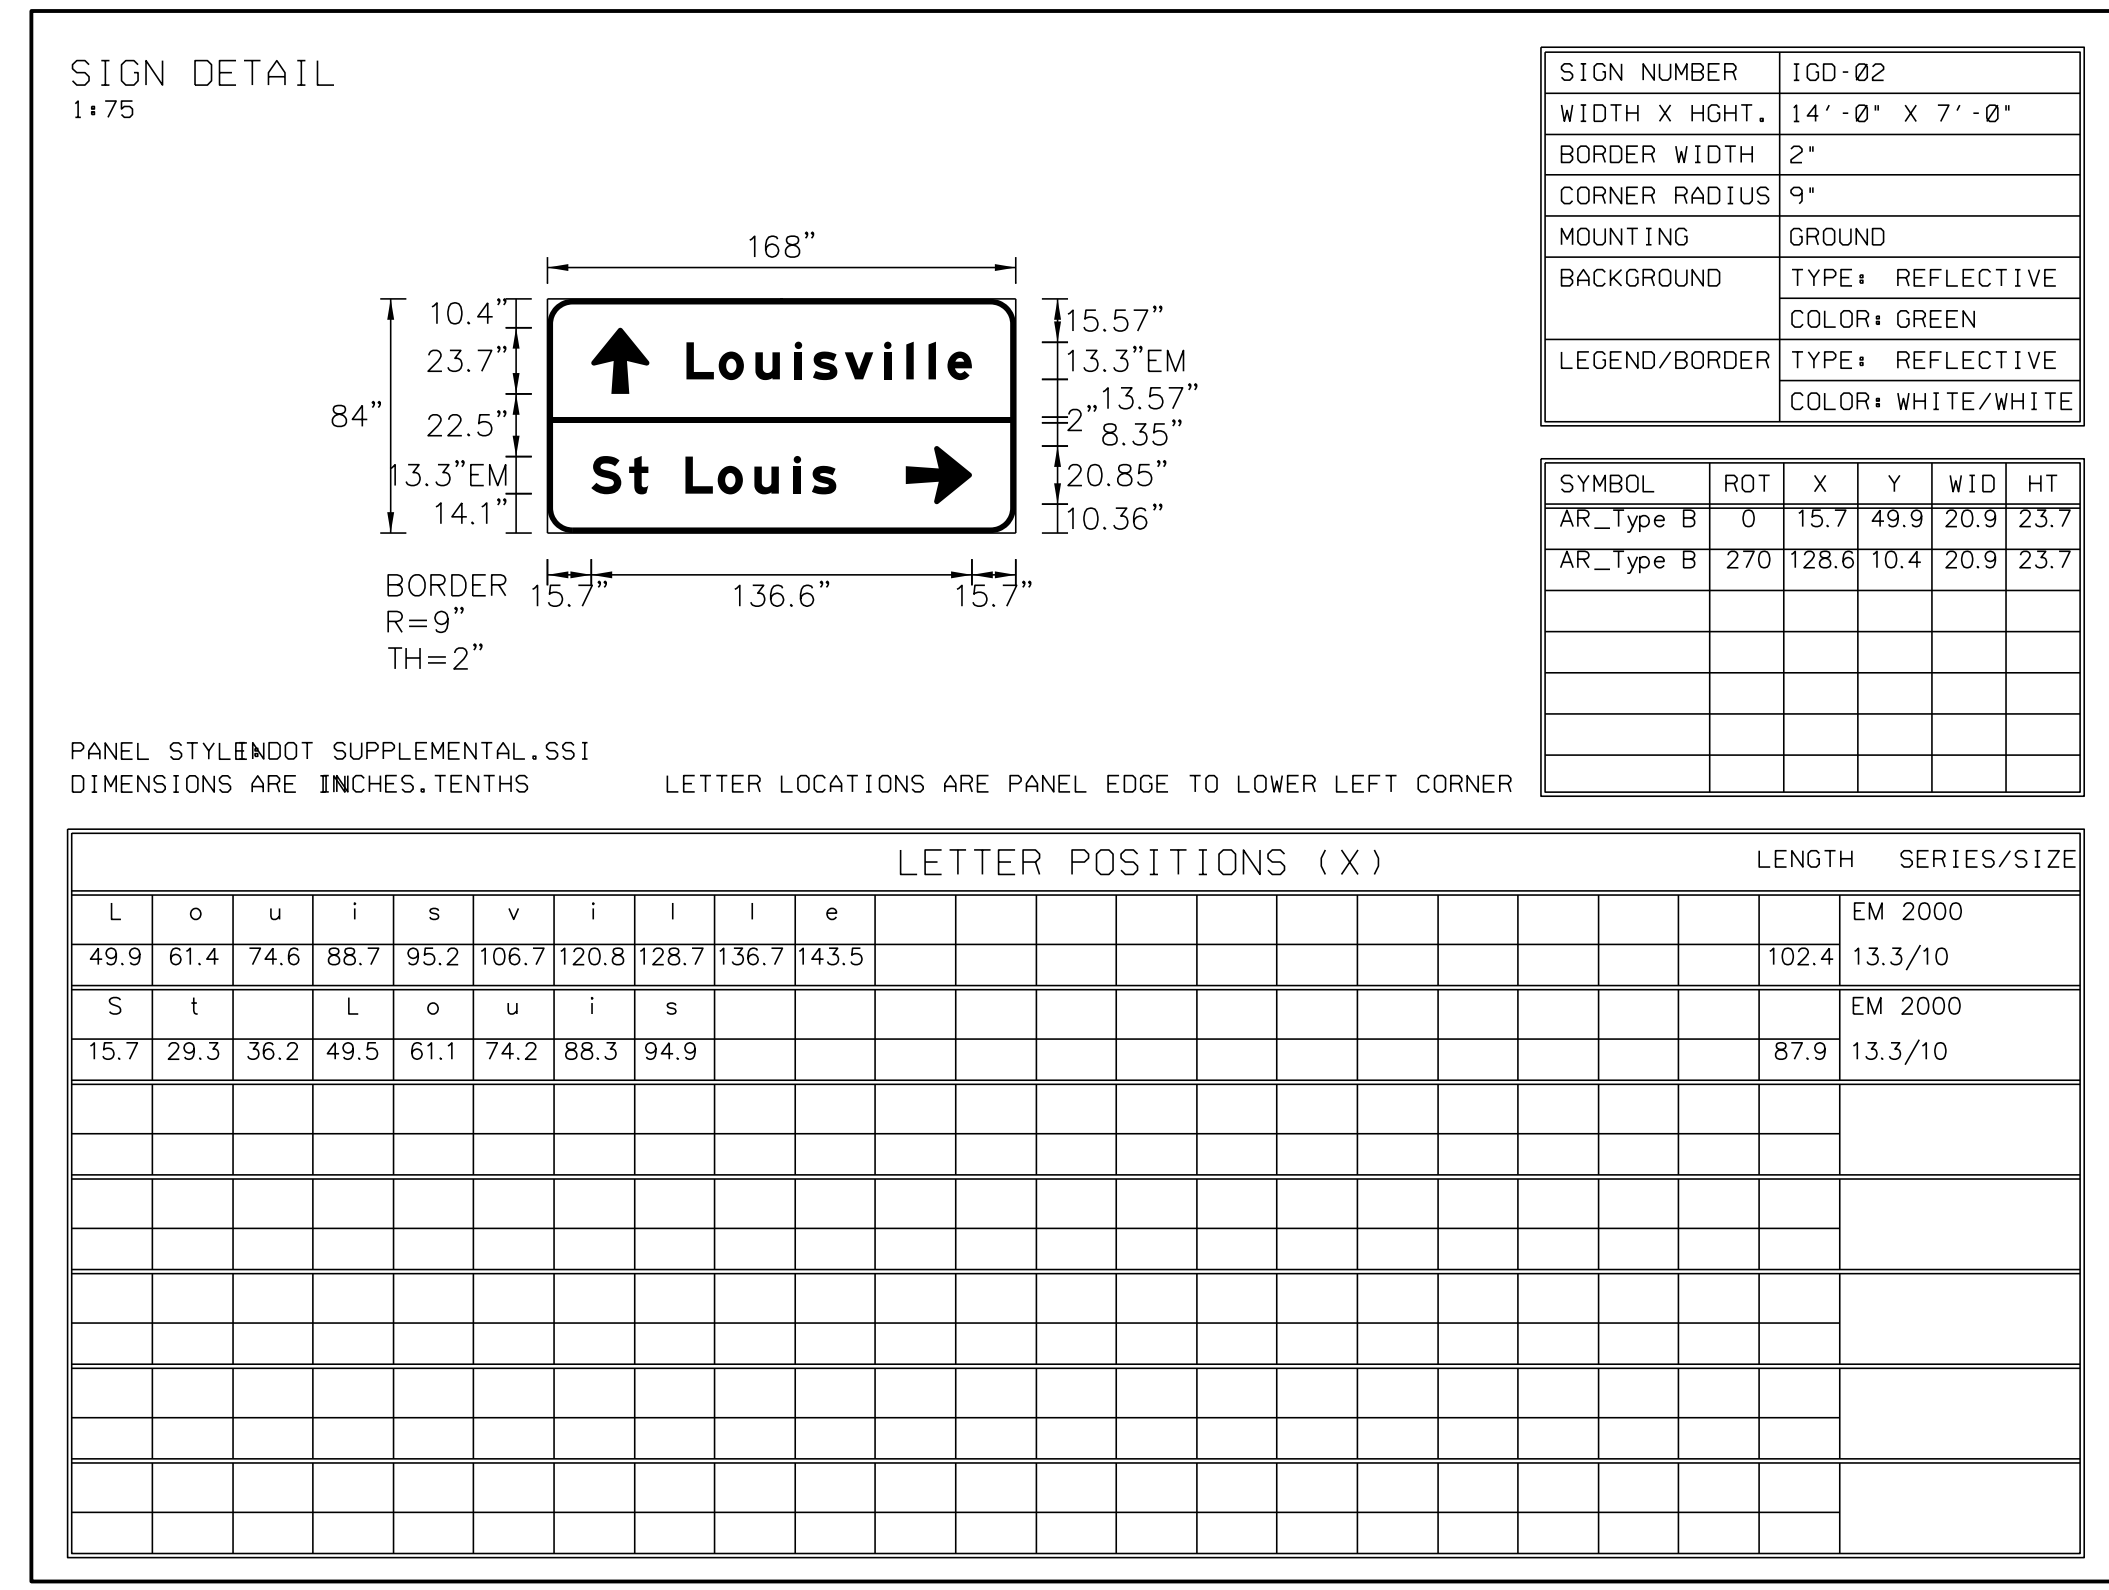 SIGN DETAIL
1:75
SIGN NUMBER IGD-02
WIDTH X HGHT. 14'-0" X 7'-0"
BORDER WIDTH 2"
CORNER RADIUS 9"
MOUNTING GROUND
BACKGROUND TYPE: REFLECTIVE
COLOR: GREEN
LEGEND/BORDER TYPE: REFLECTIVE
COLOR: WHITE/WHITE
168”
10.4”
23.7”
84”
22.5”
13.3”EM
14.1”
Louisville
St Louis
15.57”
13.3”EM
13.57”
2”
8.35”
20.85”
10.36”
15.7” 136.6” 15.7”
BORDER
R=9”
TH=2”
SYMBOL ROT X Y WID HT
AR_Type B 0 15.7 49.9 20.9 23.7
AR_Type B 270 128.6 10.4 20.9 23.7
PANEL STYLE: INDOT SUPPLEMENTAL.SSI
DIMENSIONS ARE INCHES.TENTHS LETTER LOCATIONS ARE PANEL EDGE TO LOWER LEFT CORNER
LETTER POSITIONS (X) LENGTH SERIES/SIZE
L o u i s v i l l e EM 2000
49.9 61.4 74.6 88.7 95.2 106.7 120.8 128.7 136.7 143.5 102.4 13.3/10
S t L o u i s EM 2000
15.7 29.3 36.2 49.5 61.1 74.2 88.3 94.9 87.9 13.3/10